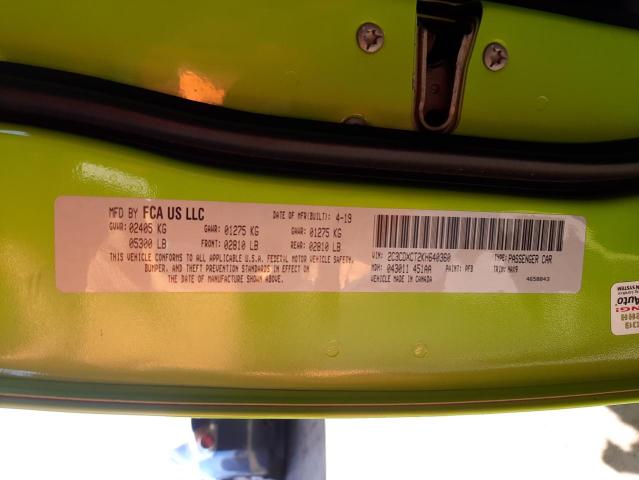 MFD BY FCA US LLC
DATE OF MFR(BUILT): 4-19
GVWR: 02405 KG GAWR: 01275 KG GAWR: 01275 KG
05300 LB FRONT: 02810 LB REAR: 02810 LB
THIS VEHICLE CONFORMS TO ALL APPLICABLE U.S.A. FEDERAL MOTOR VEHICLE SAFETY,
BUMPER, AND THEFT PREVENTION STANDARDS IN EFFECT ON
THE DATE OF MANUFACTURE SHOWN ABOVE.
VIN: 2C3CDXCT2KH640360 TYPE: PASSENGER CAR
MDH: 043011 451AA PAINT: PFB TRIM: HAX9
VEHICLE MADE IN CANADA 4658843
Auto